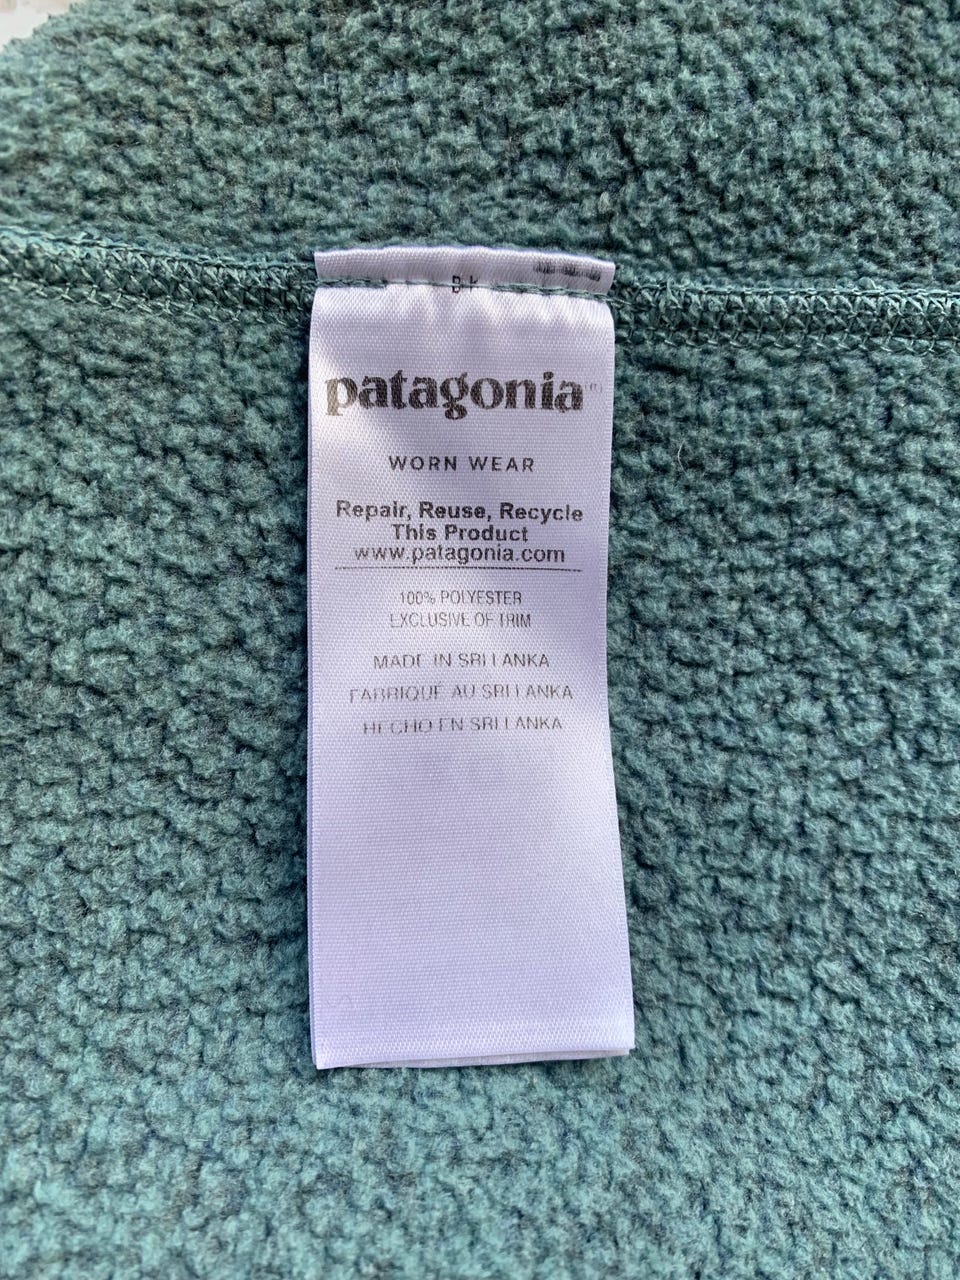 patagonia
WORN WEAR
Repair, Reuse, Recycle
This Product
www.patagonia.com
100% POLYESTER
EXCLUSIVE OF TRIM
MADE IN SRI LANKA
FABRIQUÉ AU SRI LANKA
HECHO EN SRI LANKA